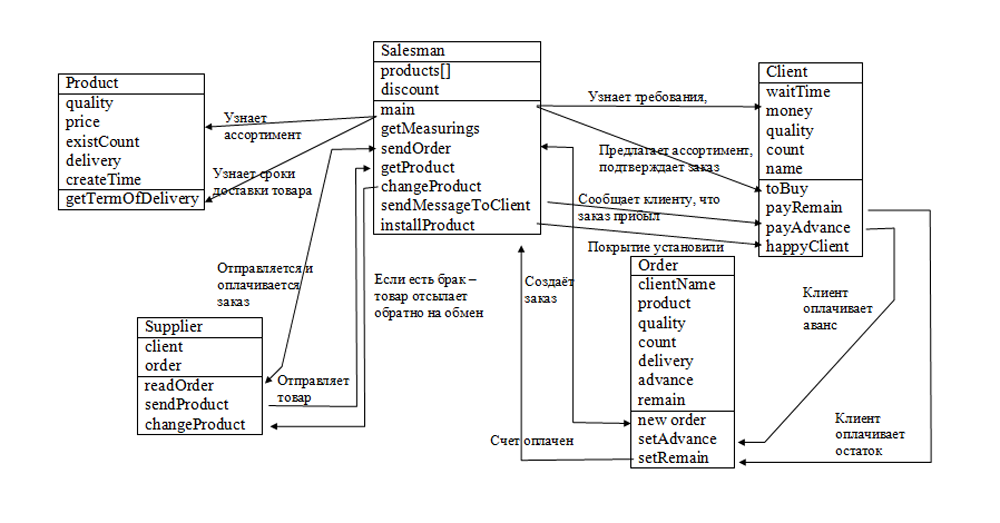 Product
quality
price
existCount
delivery
createTime
getTermOfDelivery
Узнает
ассортимент
Узнает сроки
доставки товара
Salesman
products[]
discount
main
getMeasurings
sendOrder
getProduct
changeProduct
sendMessageToClient
installProduct
Узнает требования,
Предлагает ассортимент,
подтверждает заказ
Сообщает клиенту, что
заказ прибыл
Покрытие установили
Client
waitTime
money
quality
count
name
toBuy
payRemain
payAdvance
happyClient
Отправляется и
оплачивается
заказ
Если есть брак –
товар отсылает
обратно на обмен
Создаёт
заказ
Order
clientName
product
quality
count
delivery
advance
remain
new order
setAdvance
setRemain
Клиент
оплачивает
аванс
Supplier
client
order
readOrder
sendProduct
changeProduct
Отправляет
товар
Счет оплачен
Клиент
оплачивает
остаток